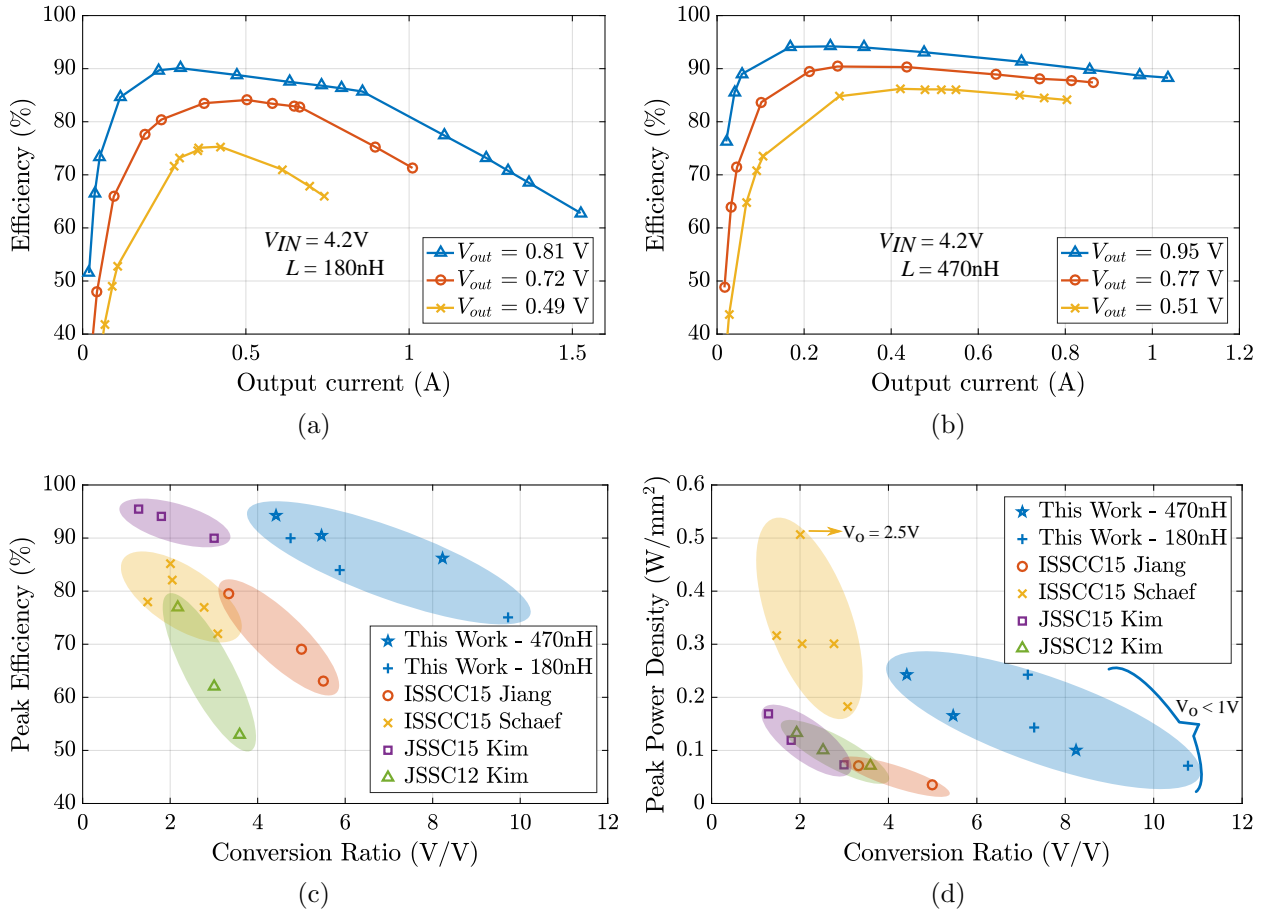 100
90
80
70
60
50
40
Efficiency (%)
0
0.5
1
1.5
Output current (A)
V_IN = 4.2V
L = 180nH
V_out = 0.81 V
V_out = 0.72 V
V_out = 0.49 V
(a)
100
90
80
70
60
50
40
Efficiency (%)
0
0.2
0.4
0.6
0.8
1
1.2
Output current (A)
V_IN = 4.2V
L = 470nH
V_out = 0.95 V
V_out = 0.77 V
V_out = 0.51 V
(b)
100
90
80
70
60
50
40
Peak Efficiency (%)
0
2
4
6
8
10
12
Conversion Ratio (V/V)
This Work - 470nH
This Work - 180nH
ISSCC15 Jiang
ISSCC15 Schaef
JSSC15 Kim
JSSC12 Kim
(c)
0.6
0.5
0.4
0.3
0.2
0.1
0
Peak Power Density (W/mm²)
0
2
4
6
8
10
12
Conversion Ratio (V/V)
V_o = 2.5V
This Work - 470nH
This Work - 180nH
ISSCC15 Jiang
ISSCC15 Schaef
JSSC15 Kim
JSSC12 Kim
V_o < 1V
(d)